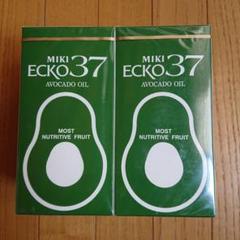 MIKI
ECKO37
AVOCADO OIL
MOST
NUTRITIVE FRUIT
MIKI
ECKO37
AVOCADO OIL
MOST
NUTRITIVE FRUIT